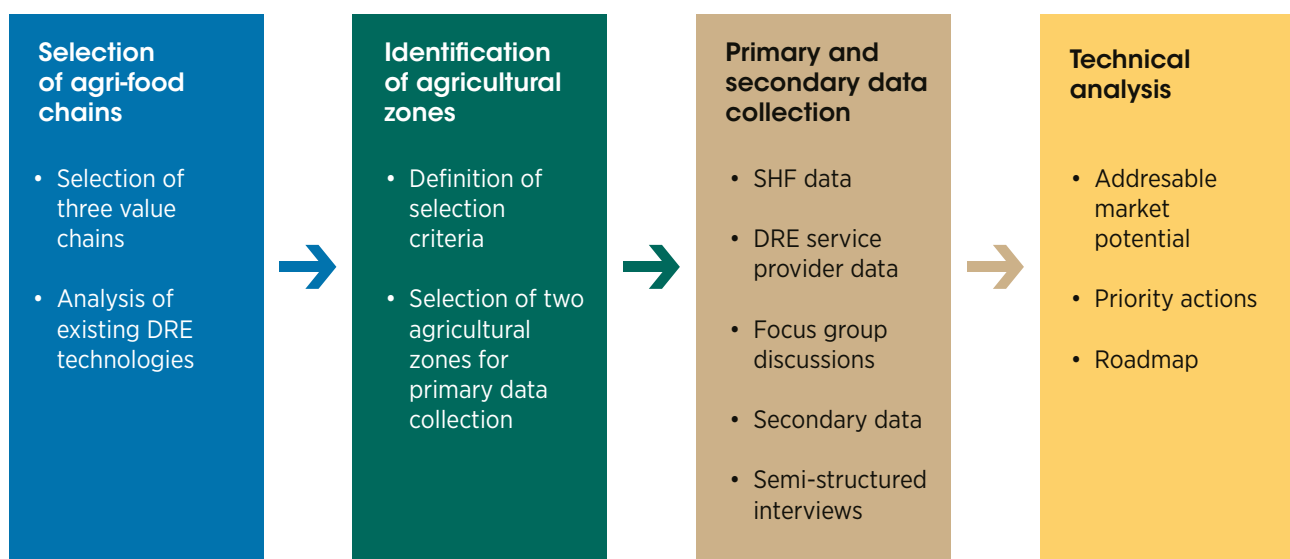 Selection
of agri-food
chains
• Selection of
three value
chains
• Analysis of
existing DRE
technologies
Identification
of agricultural
zones
• Definition of
selection
criteria
• Selection of two
agricultural
zones for
primary data
collection
Primary and
secondary data
collection
• SHF data
• DRE service
provider data
• Focus group
discussions
• Secondary data
• Semi-structured
interviews
Technical
analysis
• Addresable
market
potential
• Priority actions
• Roadmap